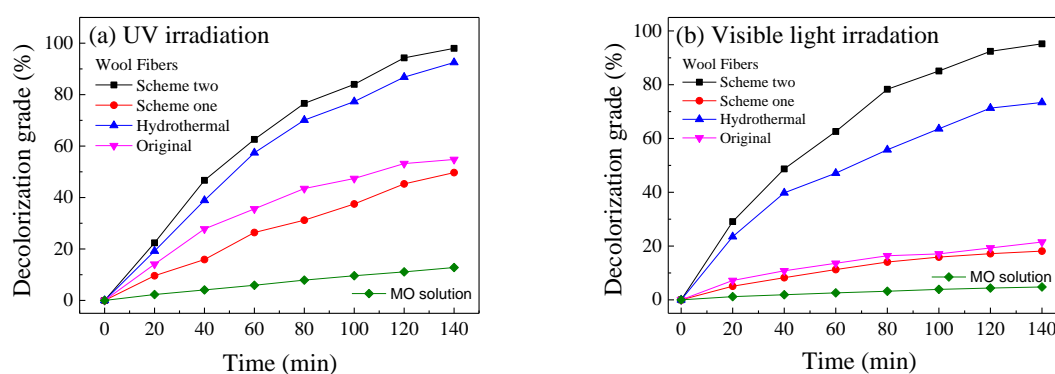 (a) UV irradiation
Wool Fibers
Scheme two
Scheme one
Hydrothermal
Original
MO solution
Decolorization grade (%)
100
80
60
40
20
0
0 20 40 60 80 100 120 140
Time (min)
(b) Visible light irradation
Wool Fibers
Scheme two
Scheme one
Hydrothermal
Original
MO solution
Decolorization grade (%)
100
80
60
40
20
0
0 20 40 60 80 100 120 140
Time (min)